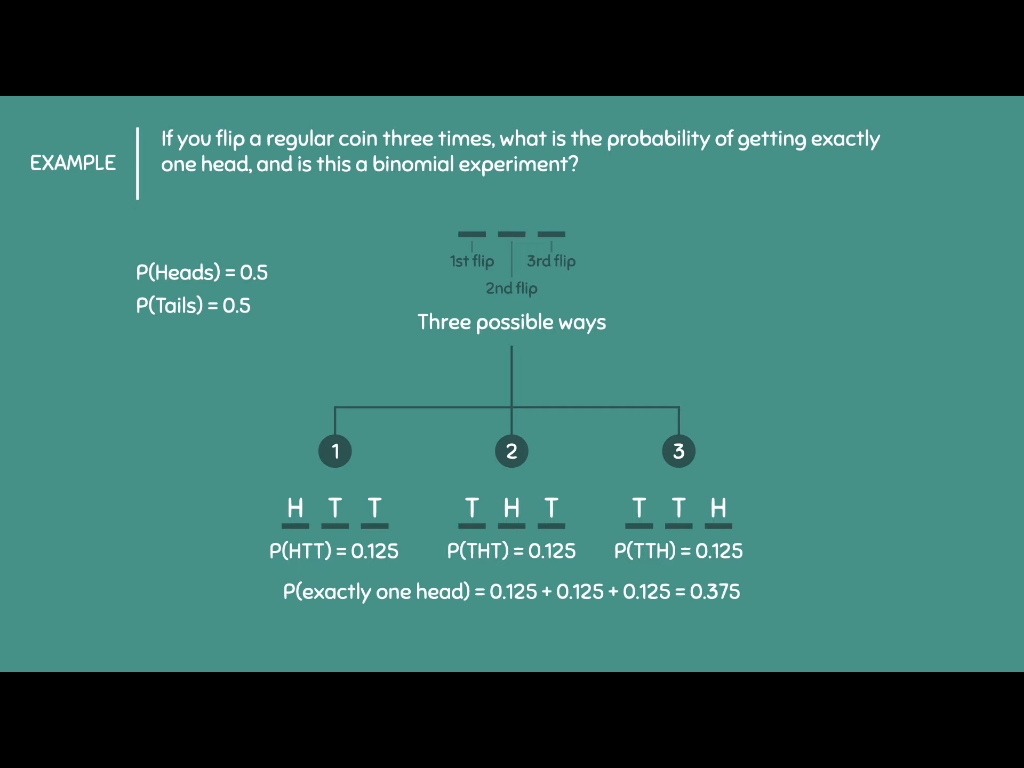 EXAMPLE
If you flip a regular coin three times, what is the probability of getting exactly
one head, and is this a binomial experiment?
P(Heads) = 0.5
P(Tails) = 0.5
1st flip
3rd flip
2nd flip
Three possible ways
1
2
3
H T T
T H T
T T H
P(HTT) = 0.125
P(THT) = 0.125
P(TTH) = 0.125
P(exactly one head) = 0.125 + 0.125 + 0.125 = 0.375